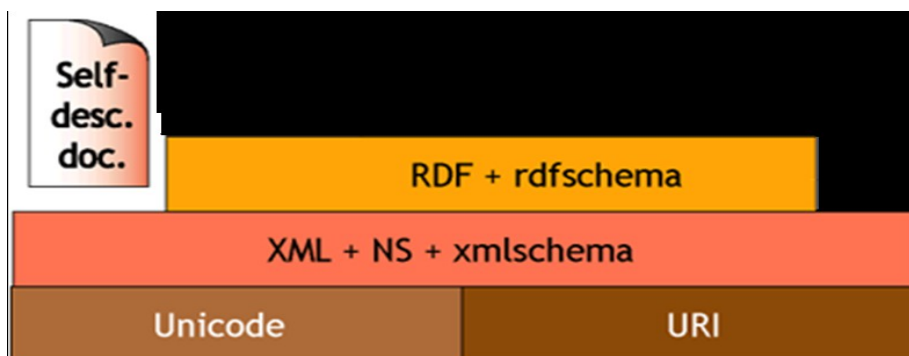 Self-
desc.
doc.
RDF + rdfschema
XML + NS + xmlschema
Unicode
URI